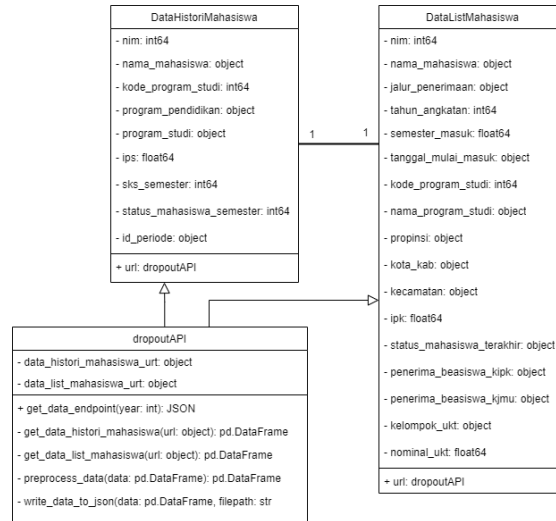 DataHistoriMahasiswa
- nim: int64
- nama_mahasiswa: object
- kode_program_studi: int64
- program_pendidikan: object
- program_studi: object
- ips: float64
- sks_semester: int64
- status_mahasiswa_semester: int64
- id_periode: object
+ url: dropoutAPI
1
1
DataListMahasiswa
- nim: int64
- nama_mahasiswa: object
- jalur_penerimaan: object
- tahun_angkatan: int64
- semester_masuk: float64
- tanggal_mulai_masuk: object
- kode_program_studi: int64
- nama_program_studi: object
- propinsi: object
- kota_kab: object
- kecamatan: object
- ipk: float64
- status_mahasiswa_terakhir: object
- penerima_beasiswa_kipk: object
- penerima_beasiswa_kjmu: object
- kelompok_ukt: object
- nominal_ukt: float64
+ url: dropoutAPI
dropoutAPI
- data_histori_mahasiswa_urt: object
- data_list_mahasiswa_urt: object
+ get_data_endpoint(year: int): JSON
- get_data_histori_mahasiswa(url: object): pd.DataFrame
- get_data_list_mahasiswa(url: object): pd.DataFrame
- preprocess_data(data: pd.DataFrame): pd.DataFrame
- write_data_to_json(data: pd.DataFrame, filepath: str